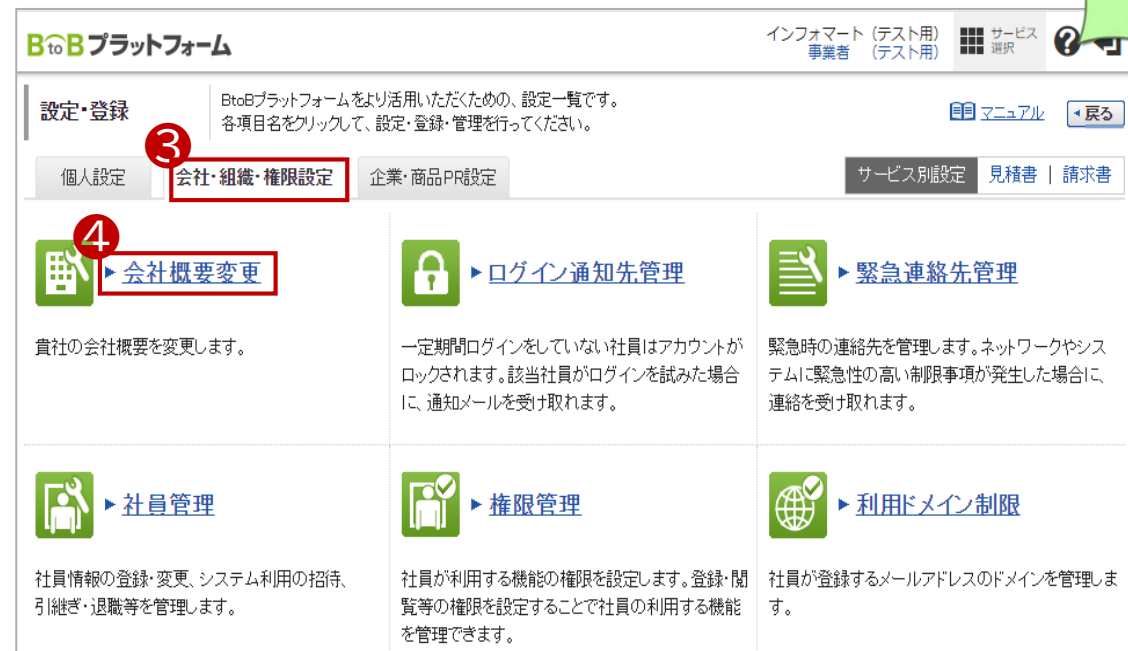 BtoBプラットフォーム
インフォマート (テスト用)
事業者 (テスト用)
サービス
選択
?
設定・登録
BtoBプラットフォームをより活用いただくための、設定一覧です。
各項目名をクリックして、設定・登録・管理を行ってください。
マニュアル
戻る
3
個人設定
会社・組織・権限設定
企業・商品PR設定
サービス別設定
見積書 | 請求書
4
会社概要変更
貴社の会社概要を変更します。
ログイン通知先管理
一定期間ログインをしていない社員はアカウントが
ロックされます。該当社員がログインを試みた場合
に、通知メールを受け取れます。
緊急連絡先管理
緊急時の連絡先を管理します。ネットワークやシス
テムに緊急性の高い制限事項が発生した場合に、
連絡を受け取れます。
社員管理
社員情報の登録・変更、システム利用の招待、
引継ぎ・退職等を管理します。
権限管理
社員が利用する機能の権限を設定します。登録・閲
覧等の権限を設定することで社員の利用する機能
を管理できます。
利用ドメイン制限
社員が登録するメールアドレスのドメインを管理しま
す。